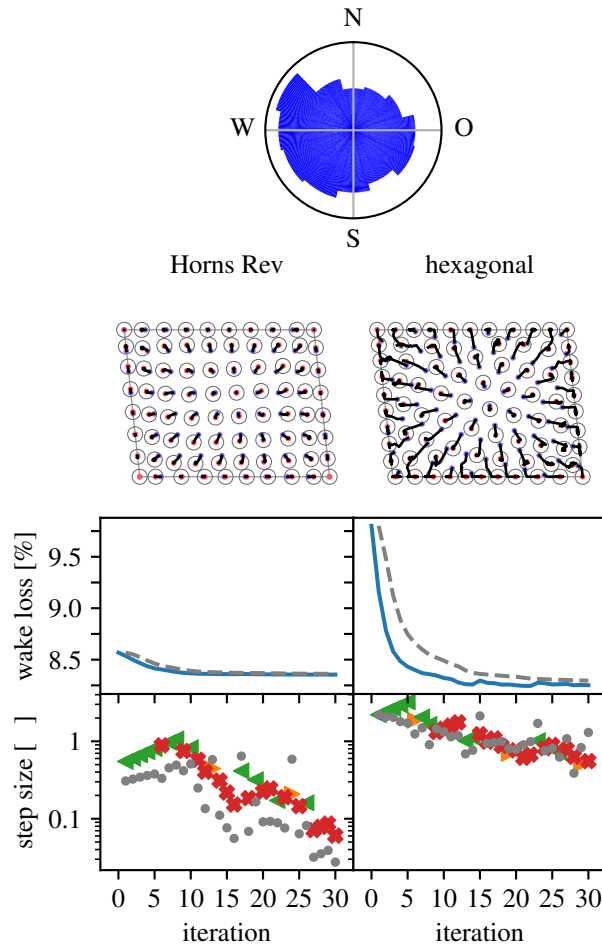 N
W O
S
Horns Rev hexagonal
wake loss [%]
9.5
9.0
8.5
step size [ ]
1
0.1
0 5 10 15 20 25 30 0 5 10 15 20 25 30
iteration iteration